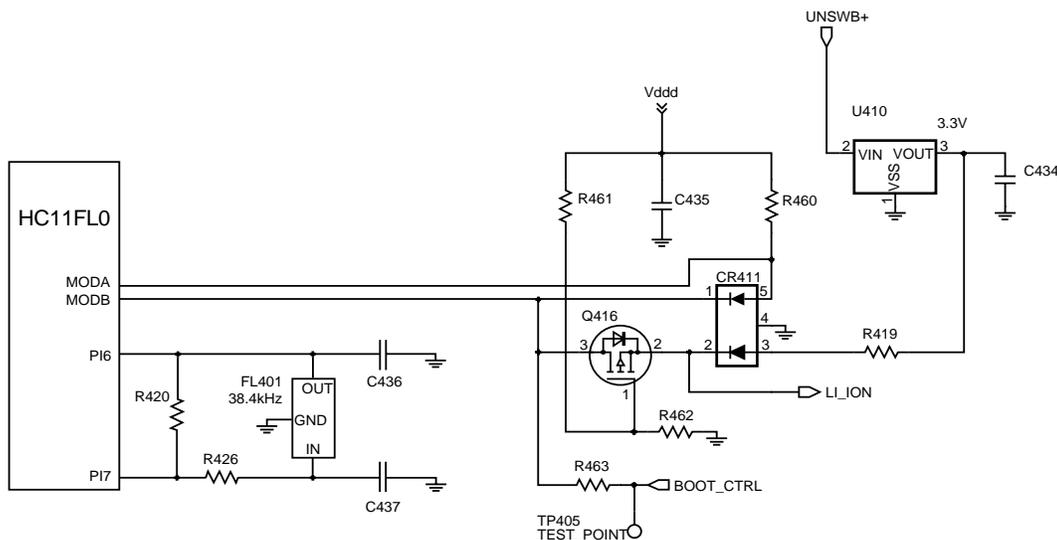 UNSWB+
Vddd
U410
3.3V
2
VIN
VOUT
3
VSS
1
C434
R461
C435
R460
HC11FL0
MODA
MODB
CR411
1
5
4
Q416
3
2
2
3
R419
1
PI6
C436
LI_ION
FL401
38.4kHz
OUT
R420
GND
R462
IN
PI7
R426
C437
R463
BOOT_CTRL
TP405
TEST_POINT